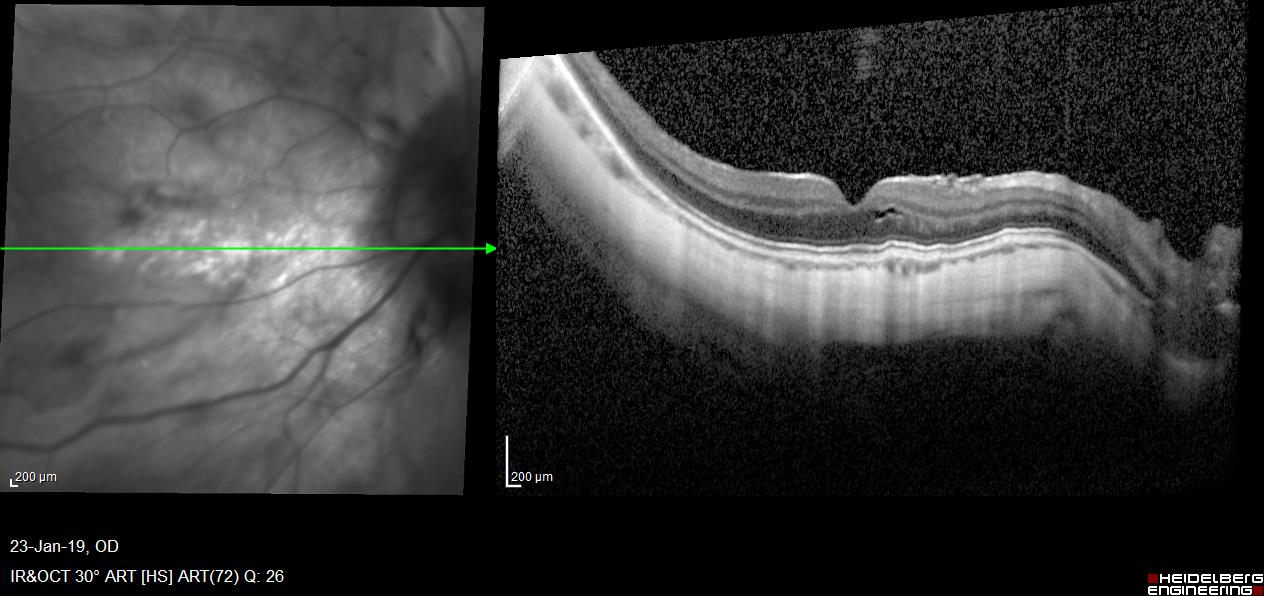 200 µm
200 µm
23-Jan-19, OD
IR&OCT 30° ART [HS] ART(72) Q: 26
HEIDELBERG
ENGINEERING